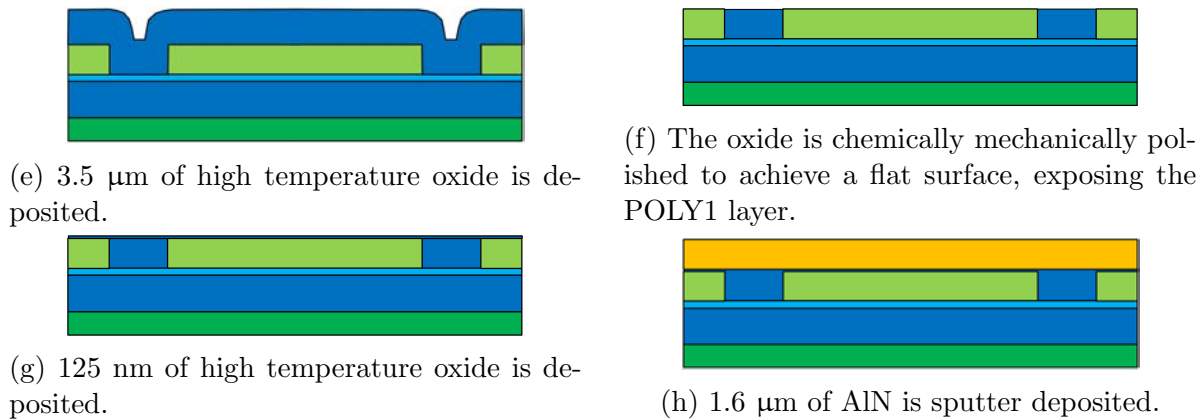 (e) 3.5 μm of high temperature oxide is de-
posited.
(f) The oxide is chemically mechanically pol-
ished to achieve a flat surface, exposing the
POLY1 layer.
(g) 125 nm of high temperature oxide is de-
posited.
(h) 1.6 μm of AlN is sputter deposited.